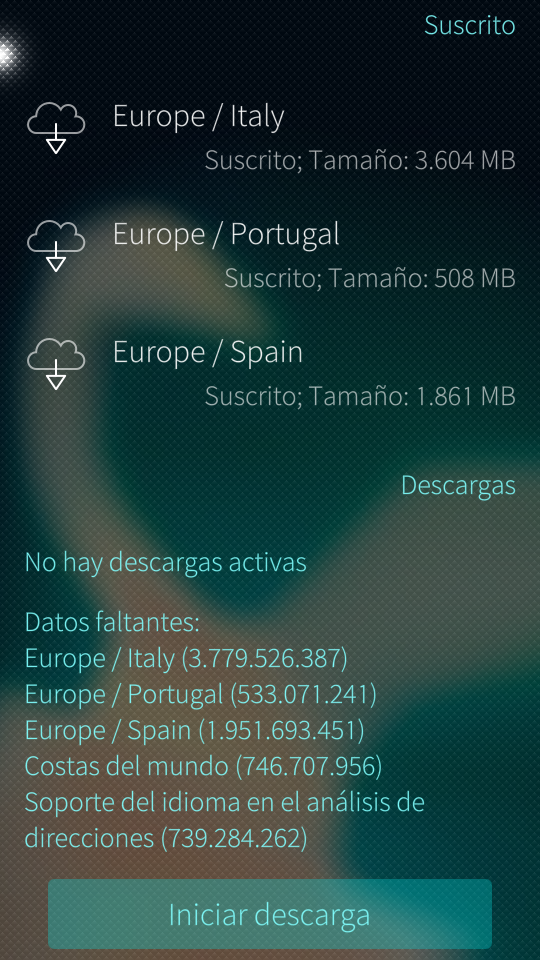 Suscrito
Europe / Italy
Suscrito; Tamaño: 3.604 MB
Europe / Portugal
Suscrito; Tamaño: 508 MB
Europe / Spain
Suscrito; Tamaño: 1.861 MB
Descargas
No hay descargas activas
Datos faltantes:
Europe / Italy (3.779.526.387)
Europe / Portugal (533.071.241)
Europe / Spain (1.951.693.451)
Costas del mundo (746.707.956)
Soporte del idioma en el análisis de
direcciones (739.284.262)
Iniciar descarga